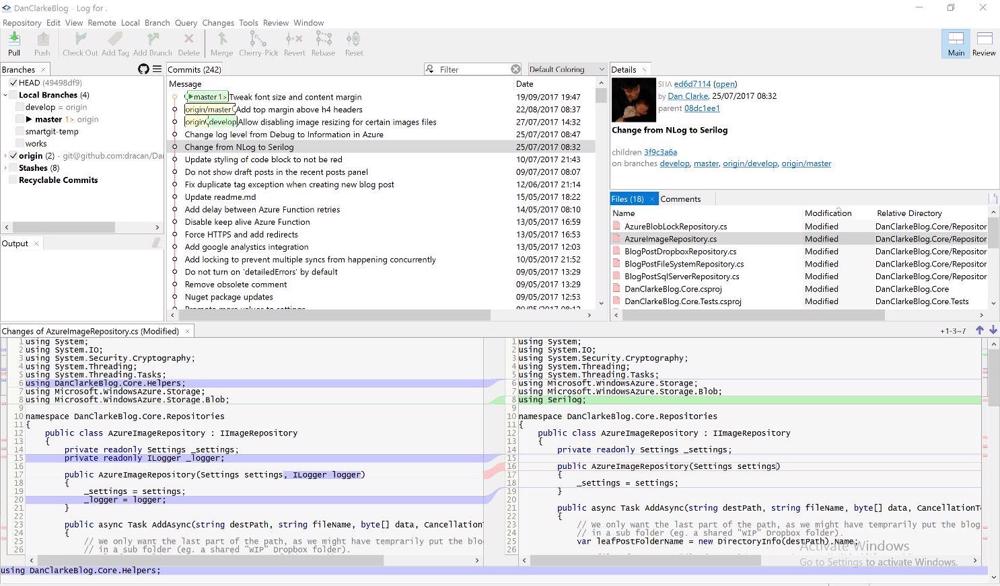 DanClarkeBlog - Log for .
Repository Edit View Remote Local Branch Query Changes Tools Review Window
Pull Push Check Out Add Tag Add Branch Delete Merge Cherry Pick Revert Rebase Reset Main Review
Branches
HEAD (49498df9)
Local Branches (4)
develop = origin
master 1> origin
smartgit-temp
works
origin (2) - git@github.com:dracan/Dan
Stashes (8)
Recyclable Commits
Output
Commits (242) Filter Default Coloring
Message Date
master 1> Tweak font size and content margin 19/09/2017 19:47
origin/master Add top margin above h4 headers 22/08/2017 08:37
origin/develop Allow disabling image resizing for certain images files 27/07/2017 14:32
Change log level from Debug to Information in Azure 25/07/2017 08:47
Change from NLog to Serilog 25/07/2017 08:32
Update styling of code block to not be red 10/07/2017 21:43
Do not show draft posts in the recent posts panel 09/07/2017 08:07
Fix duplicate tag exception when creating new blog post 12/06/2017 21:14
Update readme.md 15/05/2017 18:22
Add delay between Azure Function retries 14/05/2017 08:10
Disable keep alive Azure Function 13/05/2017 16:59
Force HTTPS and add redirects 13/05/2017 16:53
Add google analytics integration 13/05/2017 12:03
Add locking to prevent multiple syncs from happening concurrently 10/05/2017 21:52
Do not turn on 'detailedErrors' by default 09/05/2017 13:29
Remove obsolete comment 09/05/2017 13:29
Nuget package updates 09/05/2017 12:53
Details
SHA ed6d7114 (open)
by Dan Clarke, 25/07/2017 08:32
parent 08dc1ee1
Change from NLog to Serilog
children 3f9c3a6a
on branches develop, master, origin/develop, origin/master
Files (18) Comments
Name Modification Relative Directory
AzureBlobLockRepository.cs Modified DanClarkeBlog.Core/Repositor
AzureImageRepository.cs Modified DanClarkeBlog.Core/Repositor
BlogPostDropboxRepository.cs Modified DanClarkeBlog.Core/Repositor
BlogPostFileSystemRepository.cs Modified DanClarkeBlog.Core/Repositor
BlogPostSqlServerRepository.cs Modified DanClarkeBlog.Core/Repositor
DanClarkeBlog.Core.csproj Modified DanClarkeBlog.Core
DanClarkeBlog.Core.Tests.csproj Modified DanClarkeBlog.Core.Tests
Changes of AzureImageRepository.cs (Modified) +1-3~7
1 using System;
2 using System.IO;
3 using System.Security.Cryptography;
4 using System.Threading;
5 using System.Threading.Tasks;
6 using DanClarkeBlog.Core.Helpers;
7 using Microsoft.WindowsAzure.Storage;
8 using Microsoft.WindowsAzure.Storage.Blob;
9
10 namespace DanClarkeBlog.Core.Repositories
11 {
12 public class AzureImageRepository : IImageRepository
13 {
14 private readonly Settings _settings;
15 private readonly ILogger _logger;
16
17 public AzureImageRepository(Settings settings, ILogger logger)
18 {
19 _settings = settings;
20 _logger = logger;
21 }
22
23 public async Task AddAsync(string destPath, string fileName, byte[] data, CancellationT
24 {
25 // we only want the last part of the path, as we might have temprarily put the blog
26 // in a sub folder (eg. a shared "WIP" Dropbox folder).
1 using System;
2 using System.IO;
3 using System.Security.Cryptography;
4 using System.Threading;
5 using System.Threading.Tasks;
6 using Microsoft.WindowsAzure.Storage;
7 using Microsoft.WindowsAzure.Storage.Blob;
8 using Serilog;
9
10 namespace DanClarkeBlog.Core.Repositories
11 {
12 public class AzureImageRepository : IImageRepository
13 {
14 private readonly Settings _settings;
15
16 public AzureImageRepository(Settings settings)
17 {
18 _settings = settings;
19 }
20
21 public async Task AddAsync(string destPath, string fileName, byte[] data, CancellationTo
22 {
23 // we only want the last part of the path, as we might have temprarily put the blog
24 // in a sub folder (eg. a shared "WIP" Dropbox folder).
25 var leafPostFolderName = new DirectoryInfo(destPath).Name;
26
Activate Windows
Go to Settings to activate Windows.
using DanClarkeBlog.Core.Helpers;